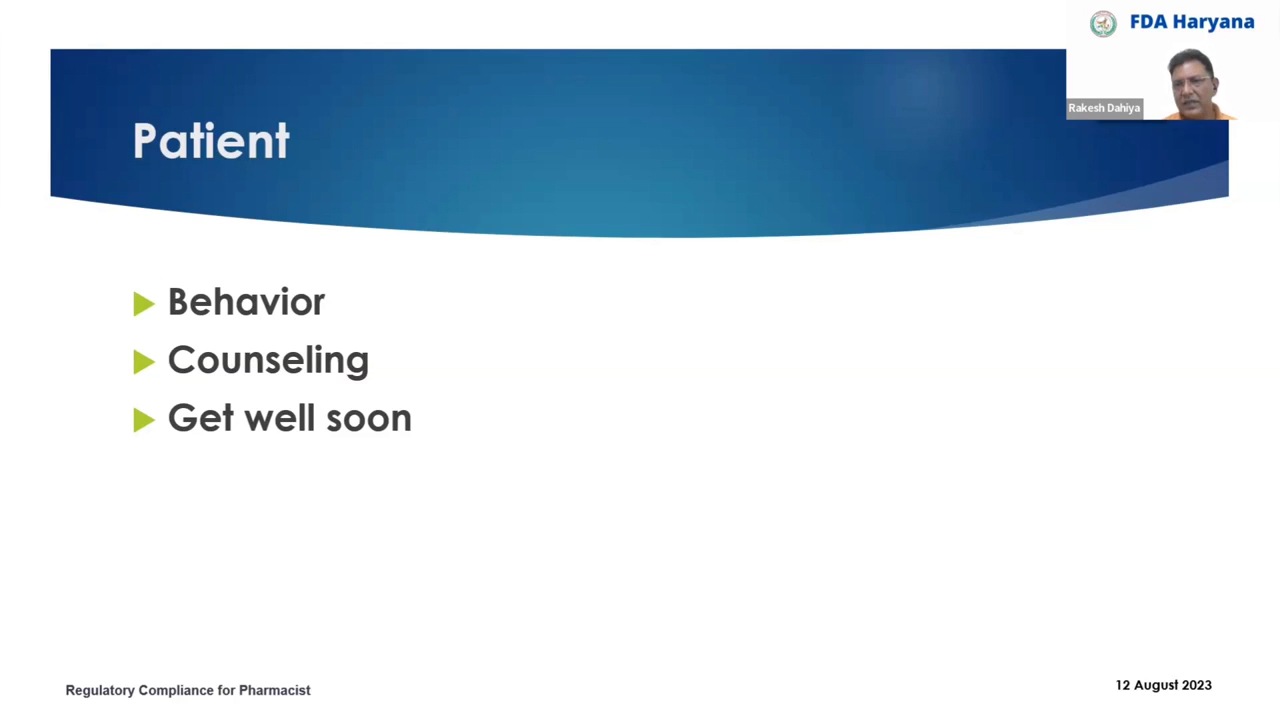 FDA Haryana
Rakesh Dahiya
Patient
Behavior
Counseling
Get well soon
Regulatory Compliance for Pharmacist
12 August 2023